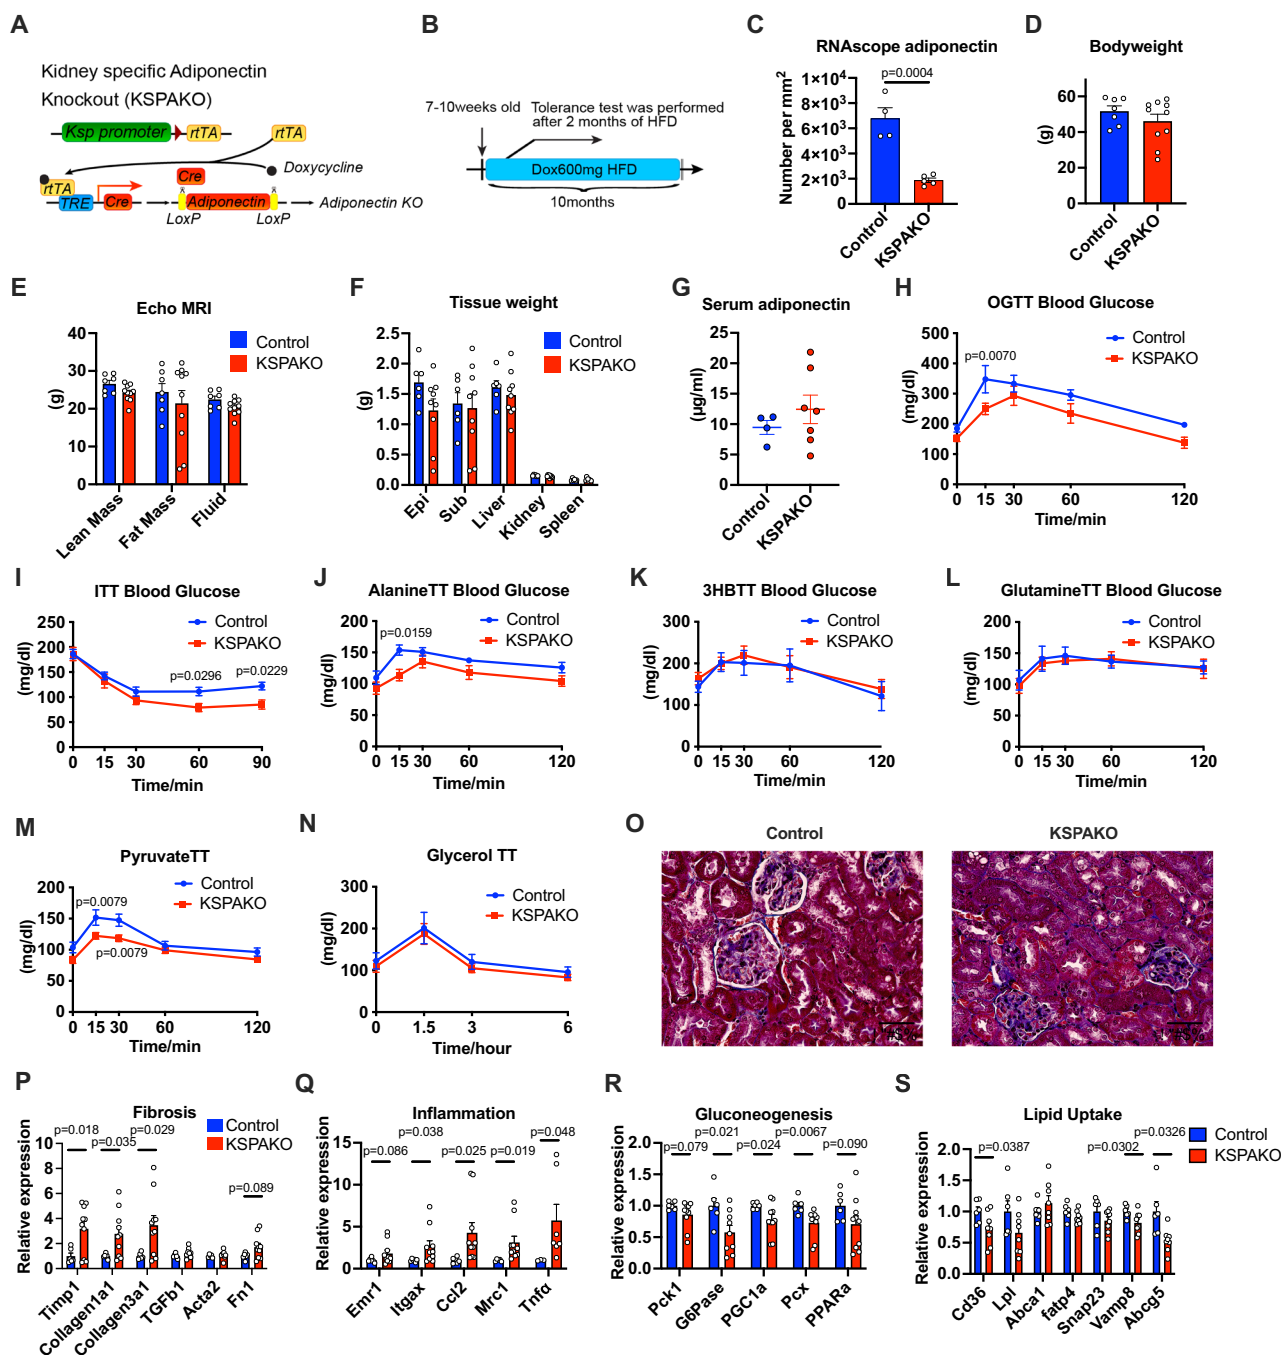 A
Kidney specific Adiponectin
Knockout (KSPAKO)
Ksp promoter
rtTA
rtTA
Doxycycline
rtTA
Cre
TRE
Cre
Adiponectin
Adiponectin KO
LoxP
LoxP
B
7-10weeks old
Tolerance test was performed
after 2 months of HFD
Dox600mg HFD
10months
C
RNAscope adiponectin
p=0.0004
Number per mm2
1×10⁴
8×10³
6×10³
4×10³
2×10³
0
Control
KSPAKO
D
Bodyweight
(g)
60
40
20
0
Control
KSPAKO
E
Echo MRI
Control
KSPAKO
(g)
40
30
20
10
0
Lean Mass
Fat Mass
Fluid
F
Tissue weight
Control
KSPAKO
(g)
2.5
2.0
1.5
1.0
0.5
0.0
Epi
Sub
Liver
Kidney
Spleen
G
Serum adiponectin
(μg/ml)
25
20
15
10
5
0
Control
KSPAKO
H
OGTT Blood Glucose
Control
KSPAKO
p=0.0070
(mg/dl)
500
400
300
200
100
0
0 15 30 60 120
Time/min
I
ITT Blood Glucose
Control
KSPAKO
p=0.0296
p=0.0229
(mg/dl)
250
200
150
100
50
0
0 15 30 60 90
Time/min
J
AlanineTT Blood Glucose
Control
KSPAKO
p=0.0159
(mg/dl)
200
150
100
50
0
0 15 30 60 120
Time/min
K
3HBTT Blood Glucose
Control
KSPAKO
(mg/dl)
300
200
100
0
0 15 30 60 120
Time/min
L
GlutamineTT Blood Glucose
Control
KSPAKO
(mg/dl)
200
150
100
50
0
0 15 30 60 120
Time/min
M
PyruvateTT
Control
KSPAKO
p=0.0079
p=0.0079
(mg/dl)
200
150
100
50
0
0 15 30 60 120
Time/min
N
Glycerol TT
Control
KSPAKO
(mg/dl)
300
200
100
0
0 1.5 3 6
Time/hour
O
Control
KSPAKO
P
Fibrosis
Control
KSPAKO
p=0.018
p=0.035
p=0.029
p=0.089
Relative expression
10
8
6
4
2
0
Timp1
Collagen1a1
Collagen3a1
TGFb1
Acta2
Fn1
Q
Inflammation
p=0.086
p=0.038
p=0.025
p=0.019
p=0.048
Relative expression
15
10
5
0
Emr1
Itgax
Ccl2
Mrc1
Tnfα
R
Gluconeogenesis
p=0.079
p=0.021
p=0.024
p=0.0067
p=0.090
Relative expression
2.0
1.5
1.0
0.5
0.0
Pck1
G6Pase
PGC1a
Pcx
PPARa
S
Lipid Uptake
Control
KSPAKO
p=0.0387
p=0.0302
p=0.0326
Relative expression
2.0
1.5
1.0
0.5
0.0
Cd36
Lpl
Abca1
fatp4
Snap23
Vamp8
Abcg5